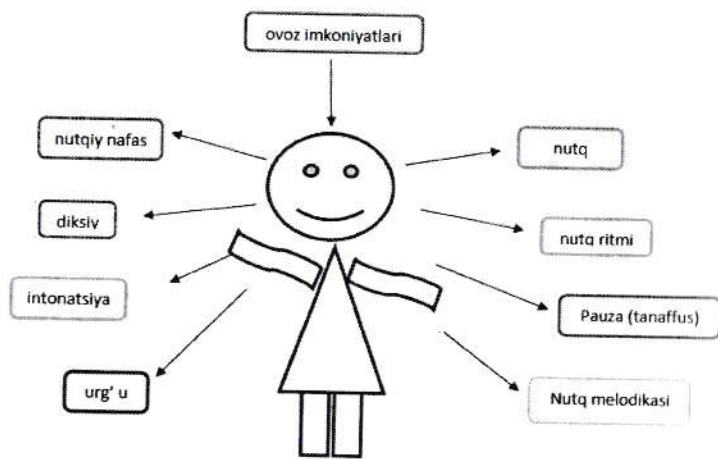 ovoz imkoniyatlari
nutqiy nafas
nutq
diksiy
nutq ritmi
intonatsiya
Pauza (tanaffus)
urg' u
Nutq melodikasi